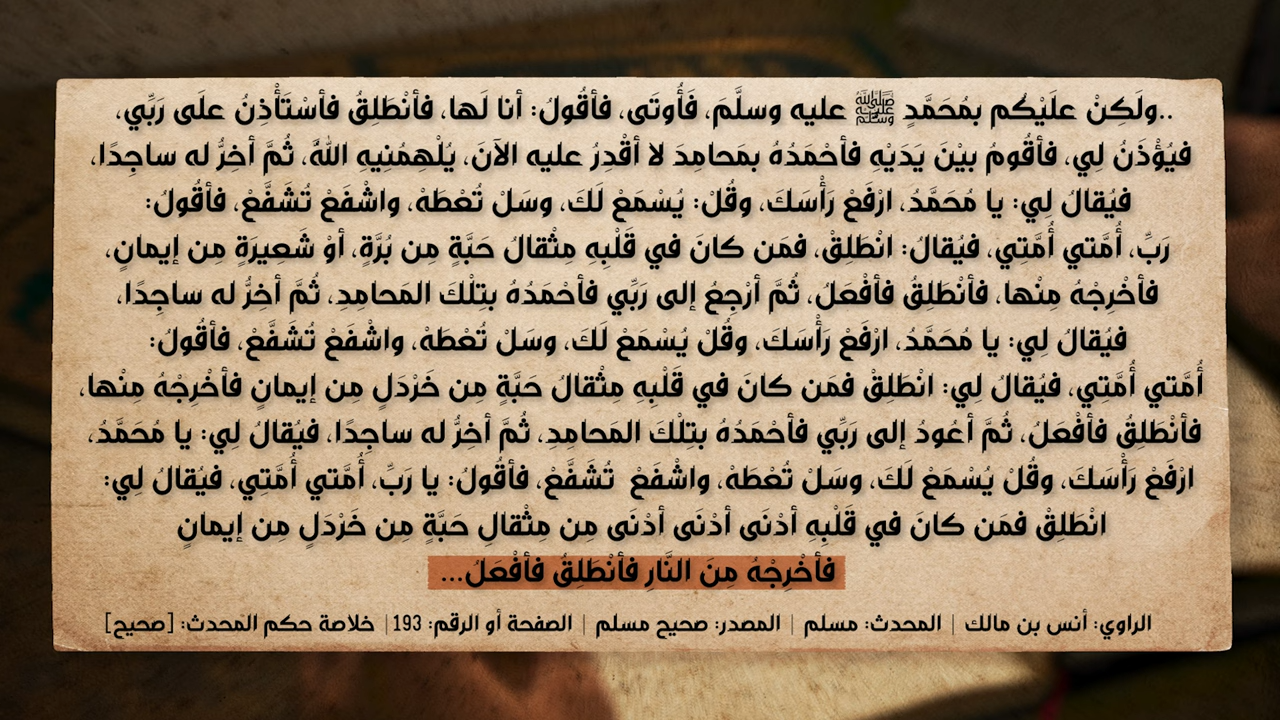 ..ولَكِنْ علَيْكُم بمُحَمَّدٍ ﷺ عليه وسلَّمَ، فَأُوتَى، فأقُولُ: أنا لَها، فأنْطَلِقُ فأسْتَأْذِنُ علَى رَبِّي،
فيُؤْذَنُ لِي، فأقُومُ بيْنَ يَدَيْهِ فأحْمَدُهُ بمَحامِدَ لا أقْدِرُ عليه الآنَ، يُلْهِمُنِيهِ اللَّهُ، ثُمَّ أخِرُّ له ساجِدًا،
فيُقالُ لِي: يا مُحَمَّدُ، ارْفَعْ رَأْسَكَ، وقُلْ: يُسْمَعْ لَكَ، وسَلْ تُعْطَهْ، واشْفَعْ تُشَفَّعْ، فأقُولُ:
رَبِّ، أُمَّتي أُمَّتِي، فيُقالُ: انْطَلِقْ، فمَن كانَ في قَلْبِهِ مِثْقالُ حَبَّةٍ مِن بُرَّةٍ، أوْ شَعِيرَةٍ مِن إيمانٍ،
فأخْرِجْهُ مِنْها، فأنْطَلِقُ فأفْعَلُ، ثُمَّ أرْجِعُ إلى رَبِّي فأحْمَدُهُ بتِلْكَ المَحامِدِ، ثُمَّ أخِرُّ له ساجِدًا،
فيُقالُ لِي: يا مُحَمَّدُ، ارْفَعْ رَأْسَكَ، وقُلْ يُسْمَعْ لَكَ، وسَلْ تُعْطَهْ، واشْفَعْ تُشَفَّعْ، فأقُولُ:
أُمَّتي أُمَّتِي، فيُقالُ لِي: انْطَلِقْ فمَن كانَ في قَلْبِهِ مِثْقالُ حَبَّةٍ مِن خَرْدَلٍ مِن إيمانٍ فأخْرِجْهُ مِنْها،
فأنْطَلِقُ فأفْعَلُ، ثُمَّ أعُودُ إلى رَبِّي فأحْمَدُهُ بتِلْكَ المَحامِدِ، ثُمَّ أخِرُّ له ساجِدًا، فيُقالُ لِي: يا مُحَمَّدُ،
ارْفَعْ رَأْسَكَ، وقُلْ يُسْمَعْ لَكَ، وسَلْ تُعْطَهْ، واشْفَعْ تُشَفَّعْ، فأقُولُ: يا رَبِّ، أُمَّتي أُمَّتِي، فيُقالُ لِي:
انْطَلِقْ فمَن كانَ في قَلْبِهِ أدْنَى أدْنَى أدْنَى مِن مِثْقالِ حَبَّةٍ مِن خَرْدَلٍ مِن إيمانٍ
فأخْرِجْهُ مِنَ النَّارِ فأنْطَلِقُ فأفْعَلُ...
الراوي: أنس بن مالك | المحدث: مسلم | المصدر: صحيح مسلم | الصفحة أو الرقم: 193 | خلاصة حكم المحدث: [صحيح]